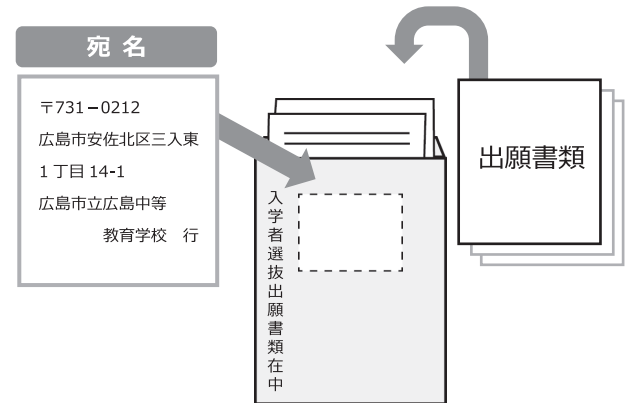 宛 名
〒731-0212
広島市安佐北区三入東
1丁目 14-1
広島市立広島中等
教育学校　行
入学者選抜出願書類在中
出願書類